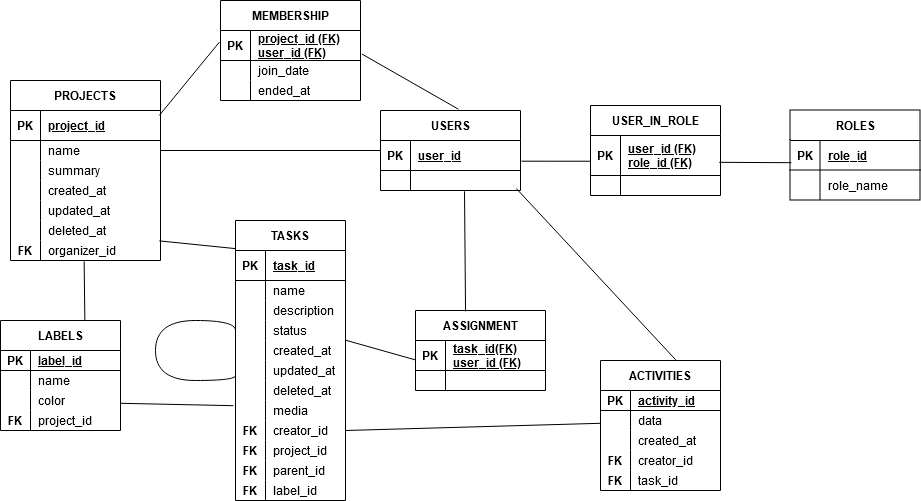 MEMBERSHIP
PK project_id (FK)
user_id (FK)
join_date
ended_at
PROJECTS
PK project_id
name
summary
created_at
updated_at
deleted_at
FK organizer_id
USERS
PK user_id
USER_IN_ROLE
PK user_id (FK)
role_id (FK)
ROLES
PK role_id
role_name
TASKS
PK task_id
name
description
status
created_at
updated_at
deleted_at
media
FK creator_id
FK project_id
FK parent_id
FK label_id
LABELS
PK label_id
name
color
FK project_id
ASSIGNMENT
PK task_id(FK)
user_id (FK)
ACTIVITIES
PK activity_id
data
created_at
FK creator_id
FK task_id